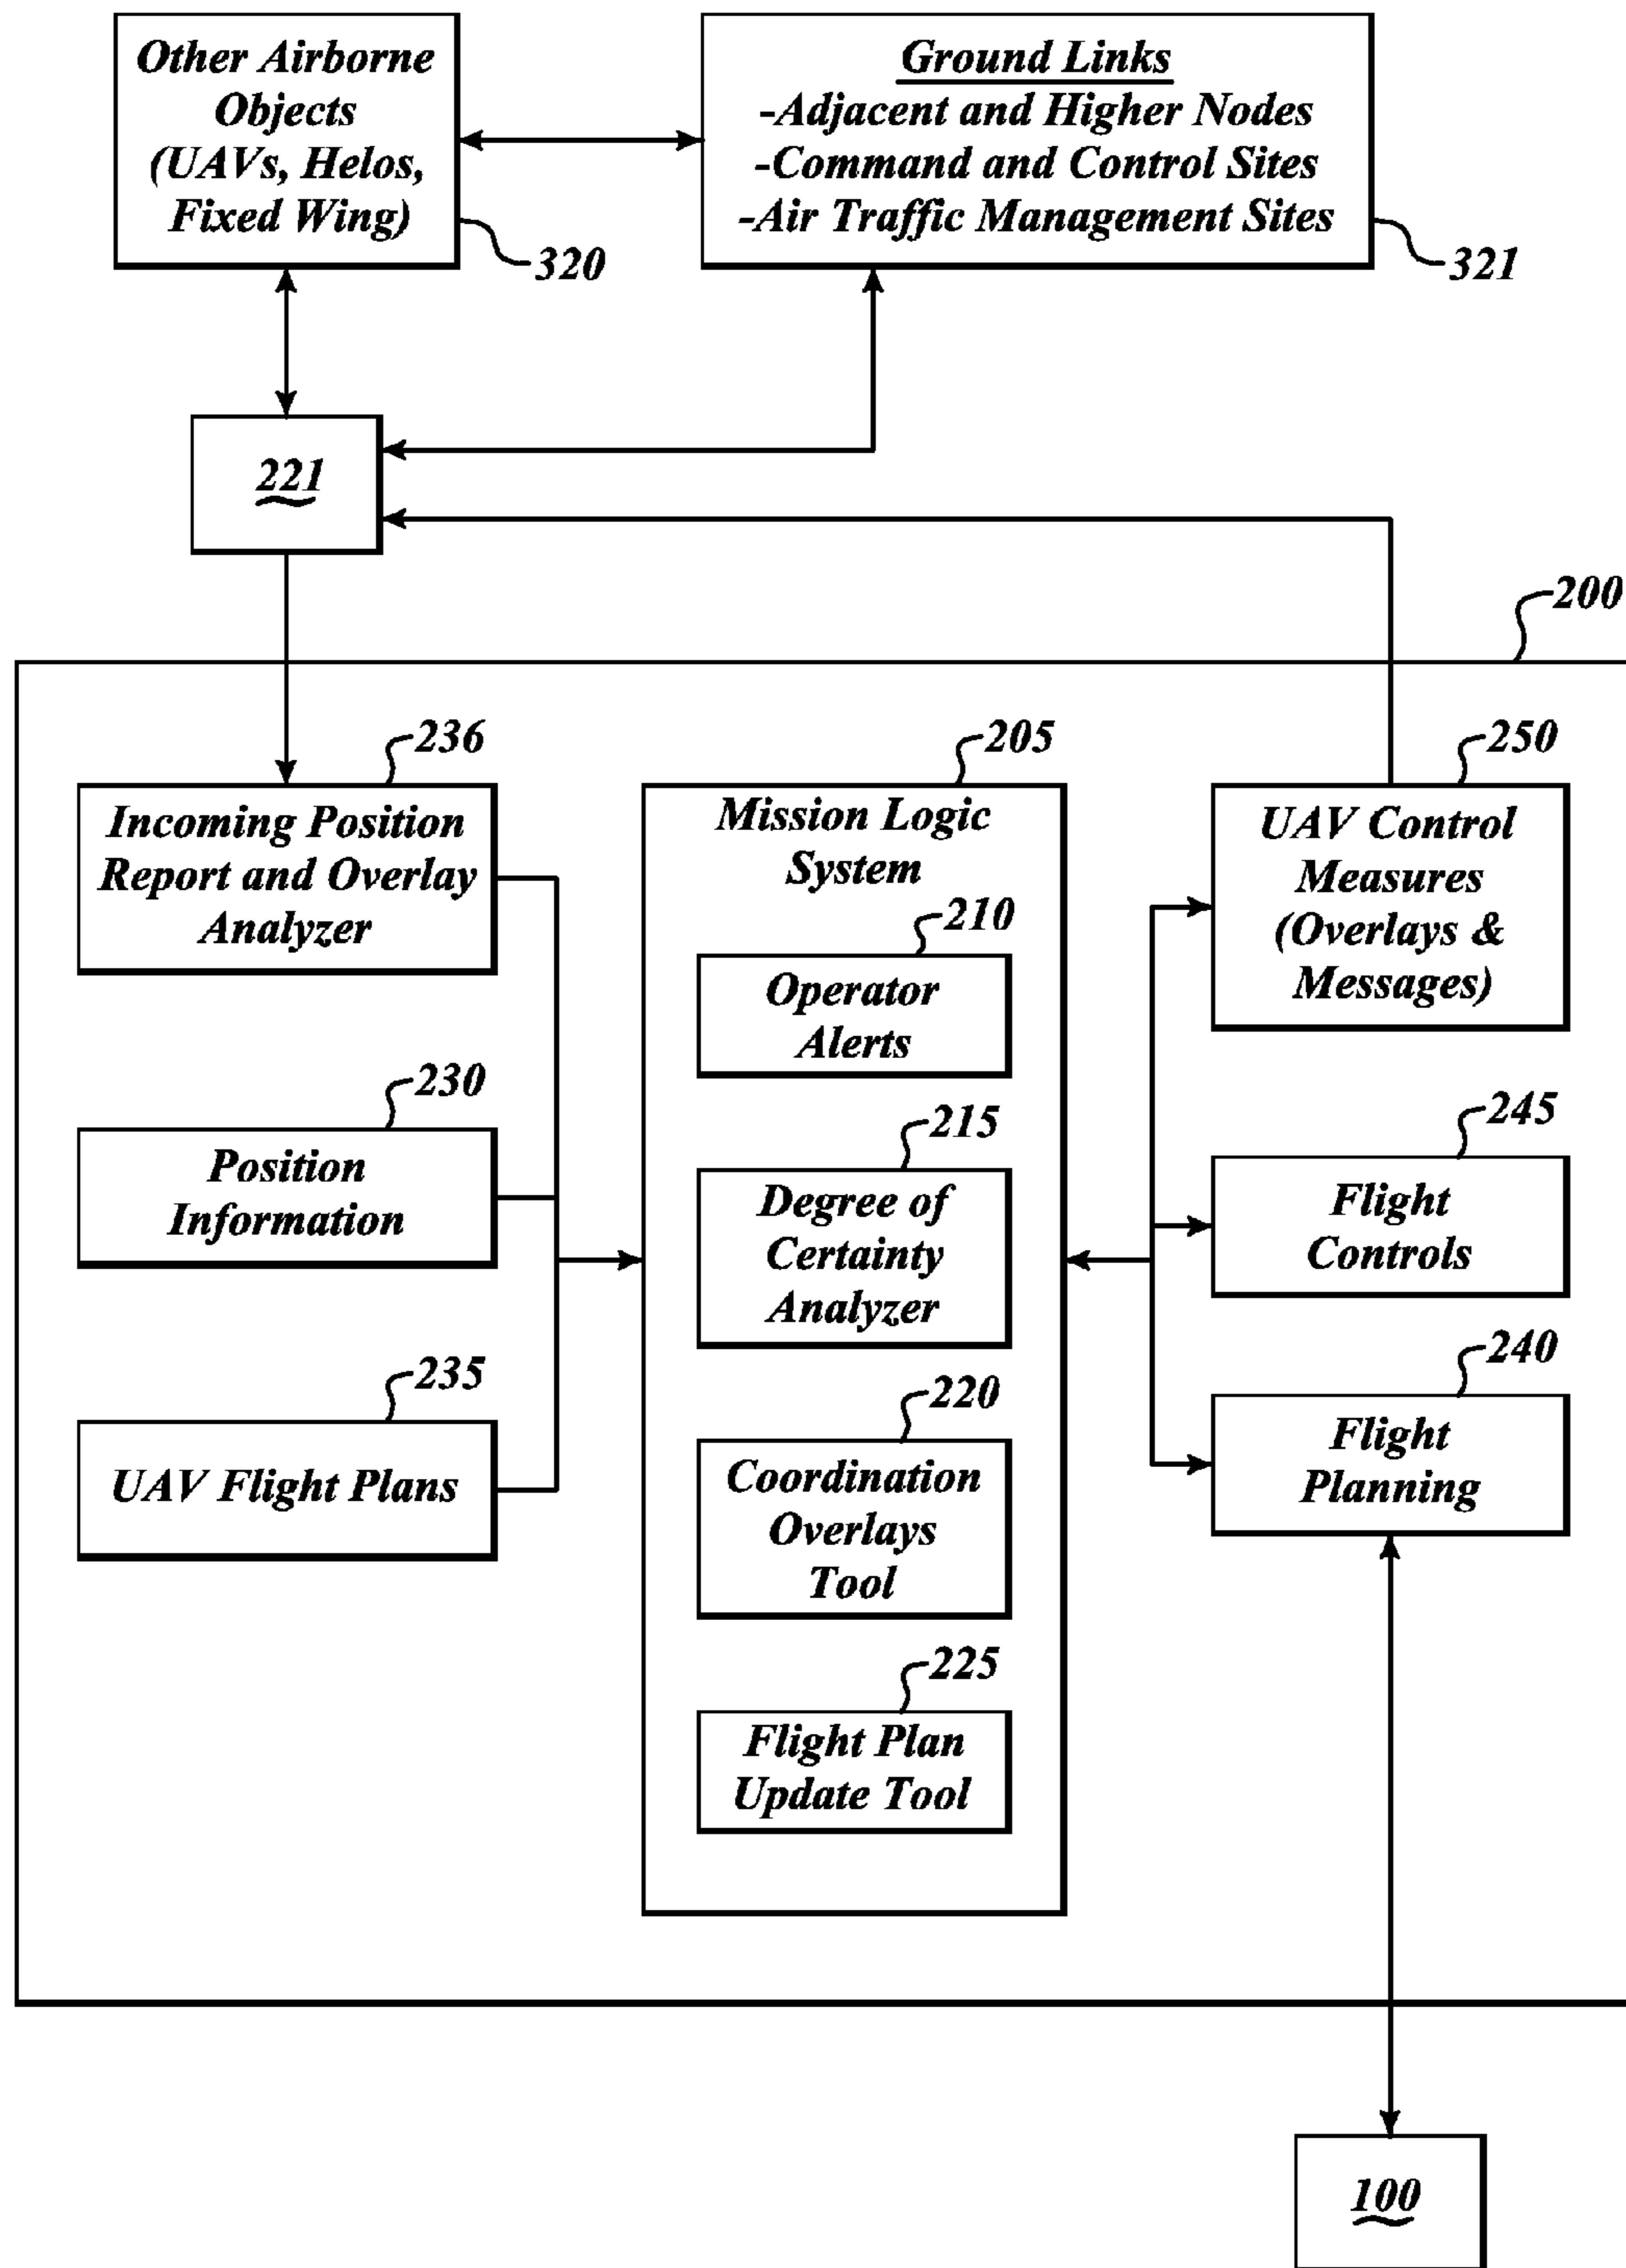 Other Airborne
Objects
(UAVs, Helos,
Fixed Wing)
320
Ground Links
-Adjacent and Higher Nodes
-Command and Control Sites
-Air Traffic Management Sites
321
221
200
236
Incoming Position
Report and Overlay
Analyzer
230
Position
Information
235
UAV Flight Plans
205
Mission Logic
System
210
Operator
Alerts
215
Degree of
Certainty
Analyzer
220
Coordination
Overlays
Tool
225
Flight Plan
Update Tool
250
UAV Control
Measures
(Overlays &
Messages)
245
Flight
Controls
240
Flight
Planning
100